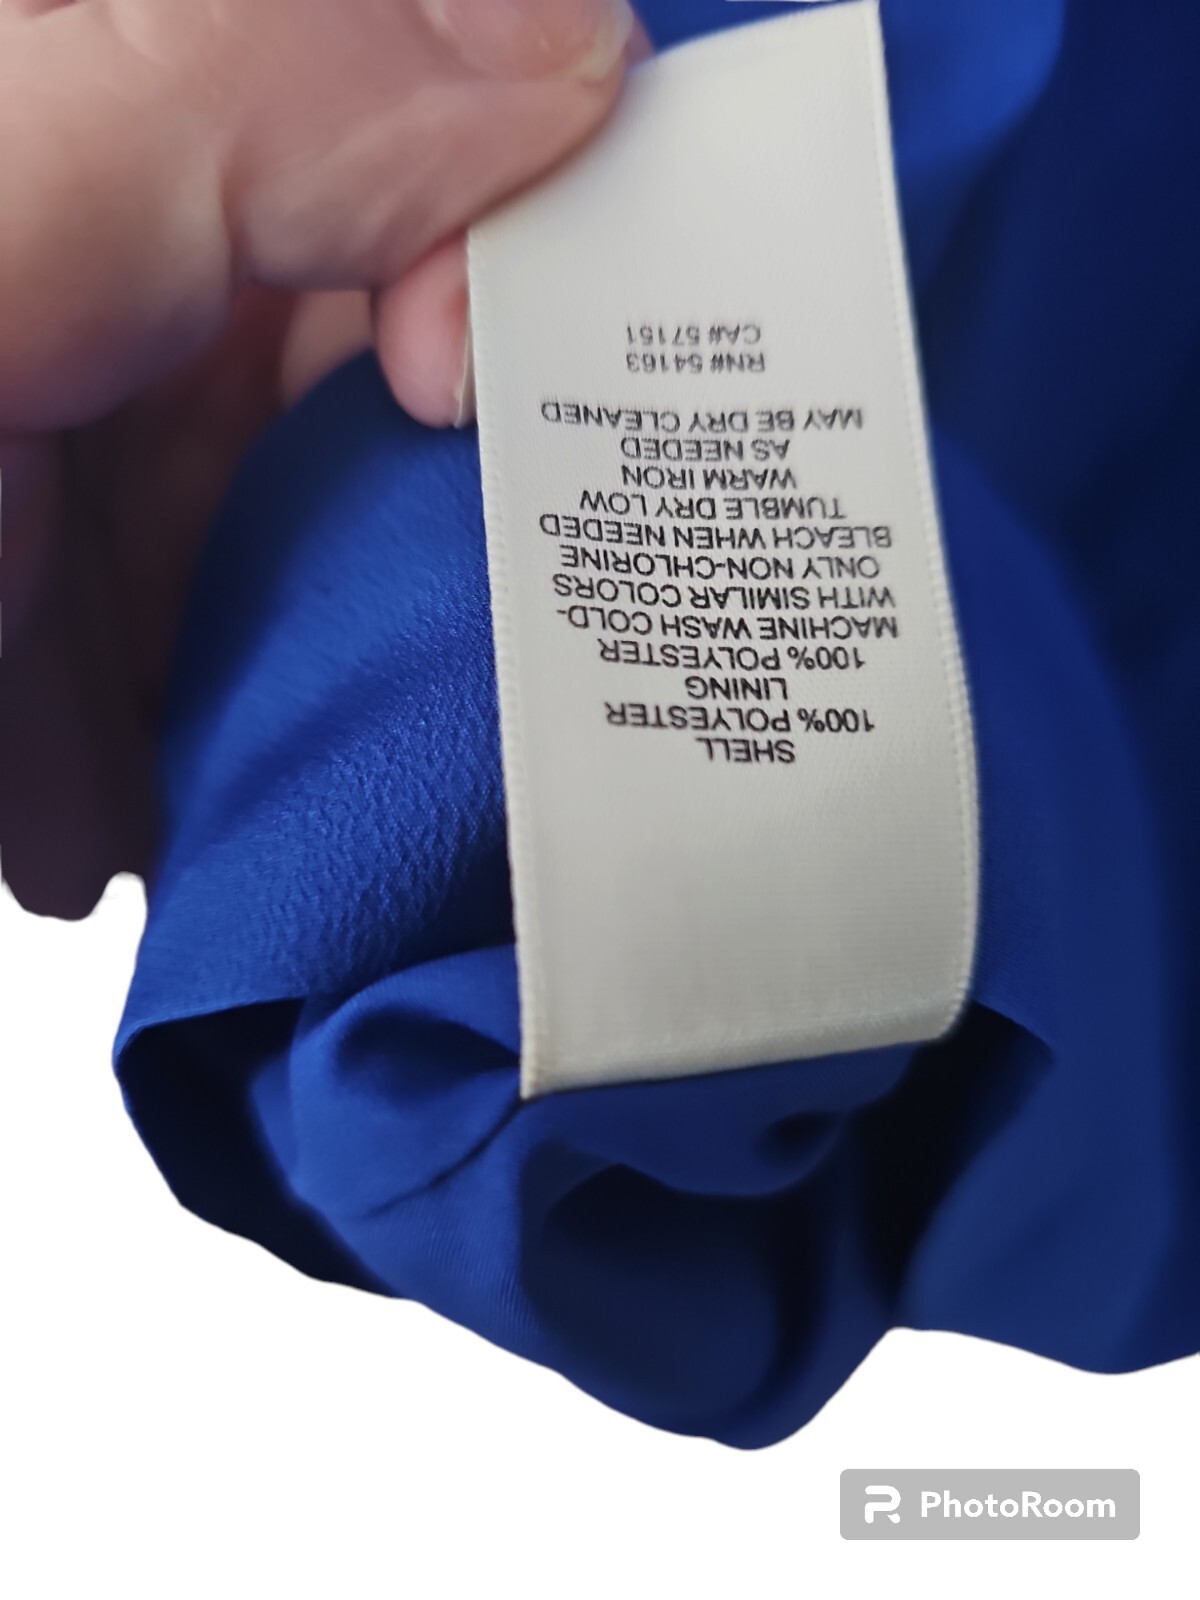 SHELL
100% POLYESTER
LINING
100% POLYESTER
MACHINE WASH COLD-
WITH SIMILAR COLORS
ONLY NON-CHLORINE
BLEACH WHEN NEEDED
TUMBLE DRY LOW
WARM IRON
AS NEEDED
MAY BE DRY CLEANED
RN# 54163
CA# 57151
PhotoRoom